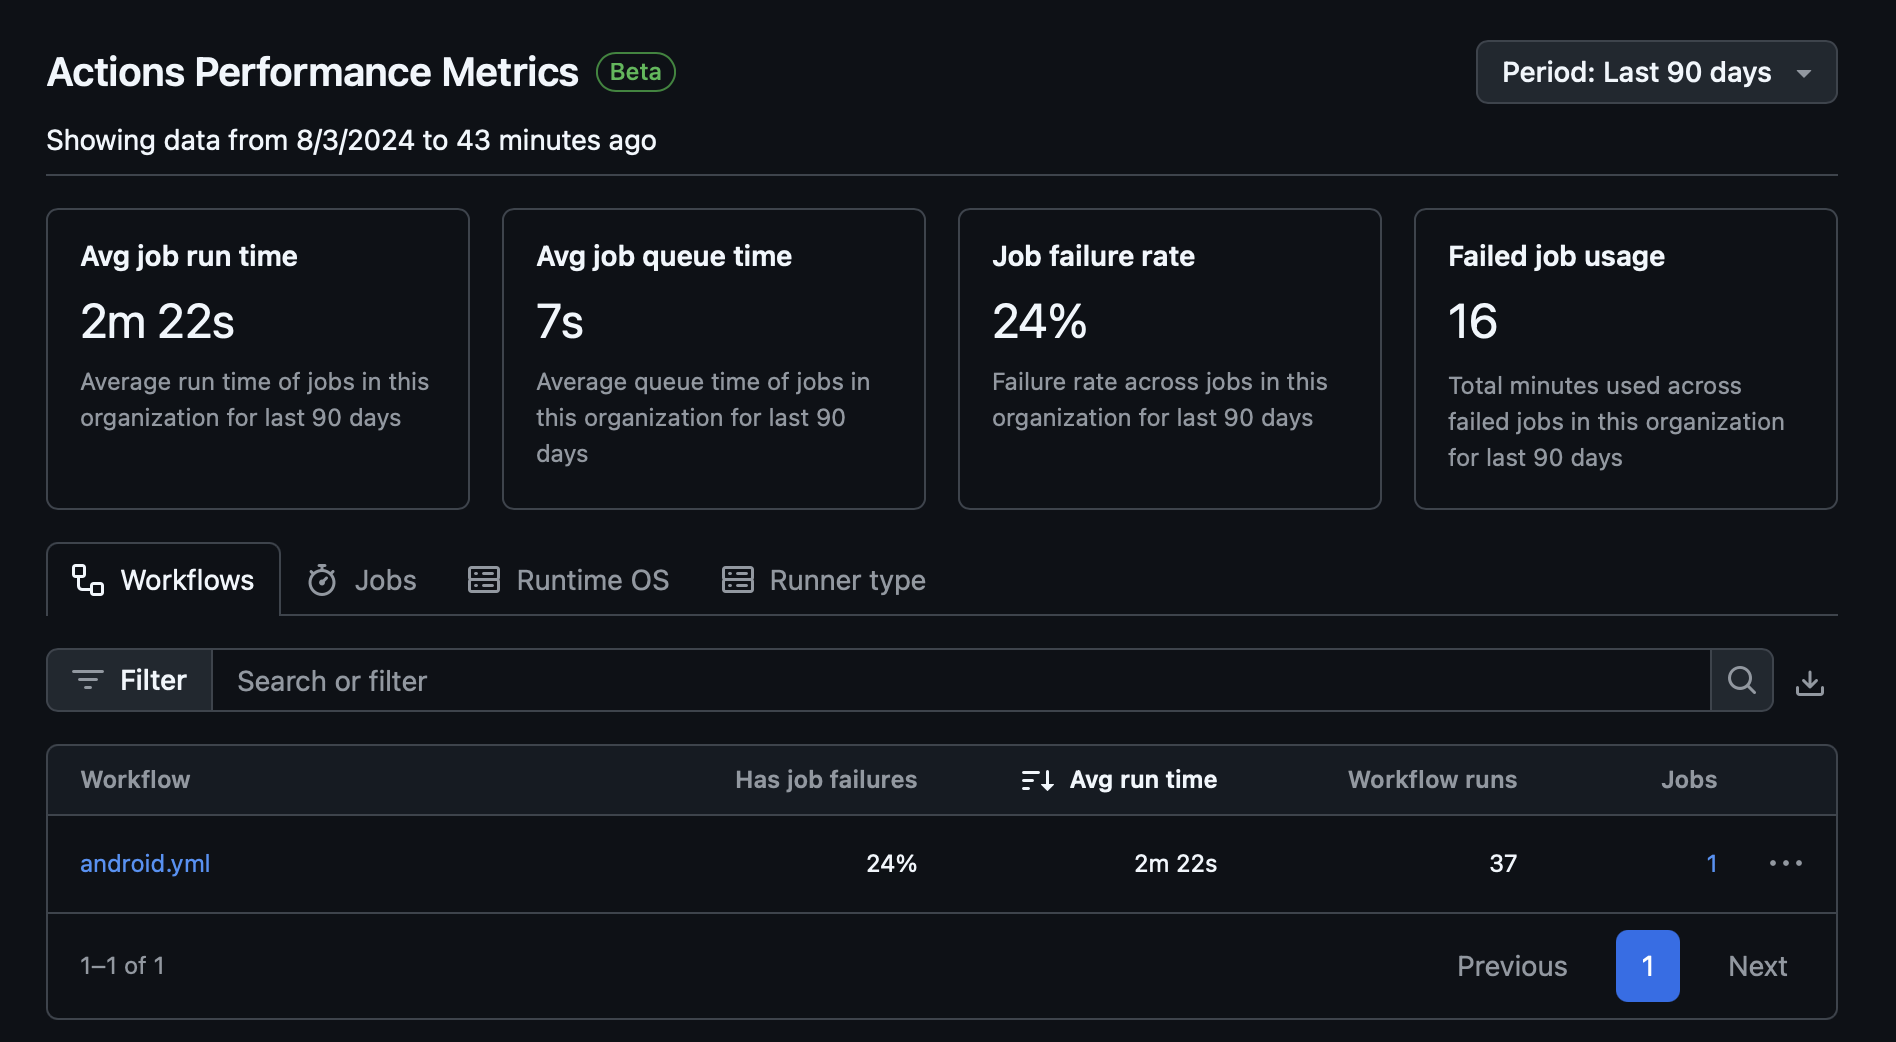 Actions Performance Metrics Beta
Period: Last 90 days
Showing data from 8/3/2024 to 43 minutes ago
Avg job run time
2m 22s
Average run time of jobs in this
organization for last 90 days
Avg job queue time
7s
Average queue time of jobs in
this organization for last 90
days
Job failure rate
24%
Failure rate across jobs in this
organization for last 90 days
Failed job usage
16
Total minutes used across
failed jobs in this organization
for last 90 days
Workflows Jobs Runtime OS Runner type
Filter Search or filter
Workflow Has job failures Avg run time Workflow runs Jobs
android.yml 24% 2m 22s 37 1
1–1 of 1 Previous 1 Next